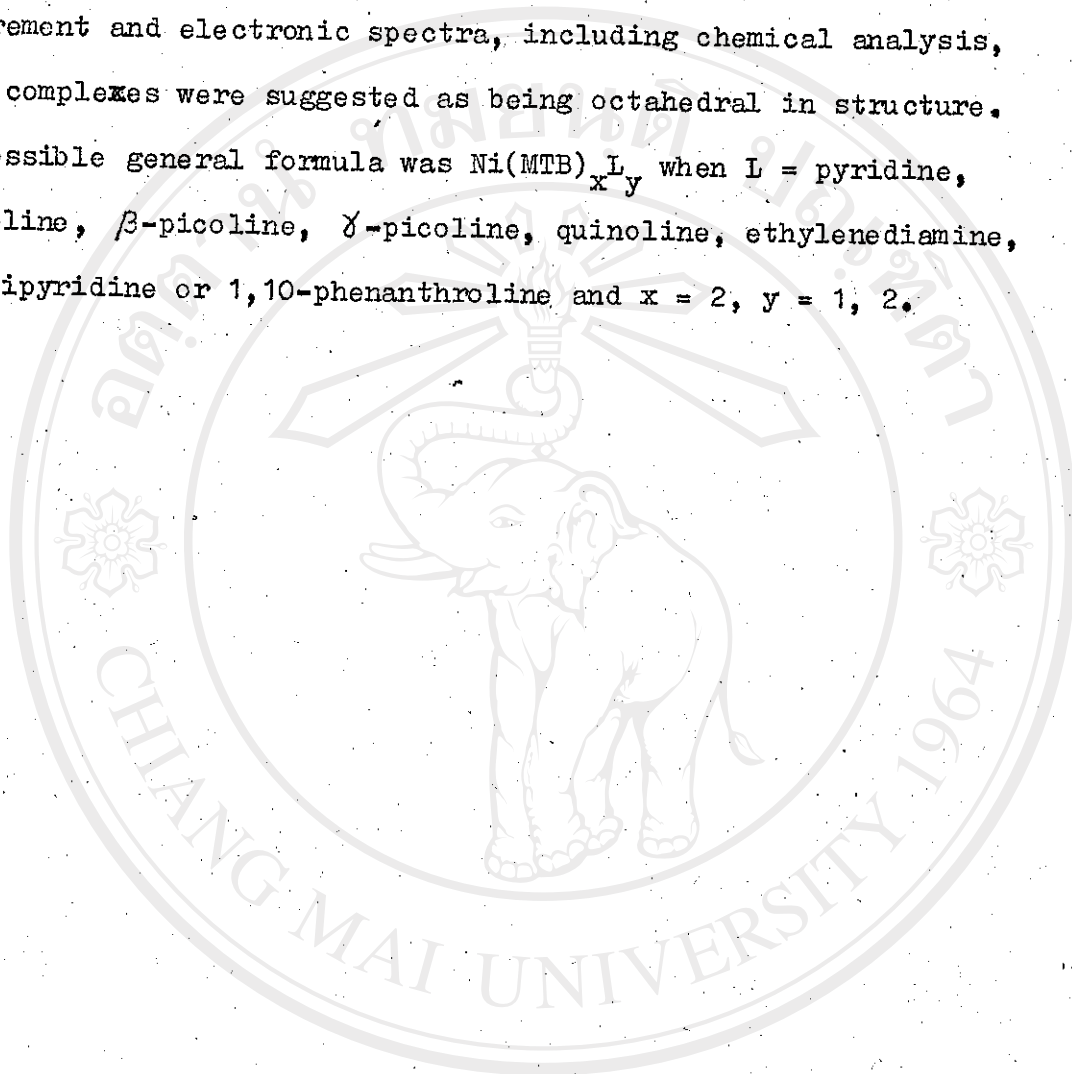 rement and electronic spectra, including chemical analysis,
complexes were suggested as being octahedral in structure.
ssible general formula was Ni(MTB)xLy when L = pyridine,
line, β-picoline, γ-picoline, quinoline, ethylenediamine,
ipyridine or 1,10-phenanthroline and x = 2, y = 1, 2.
CHIANG MAI UNIVERSITY 1964